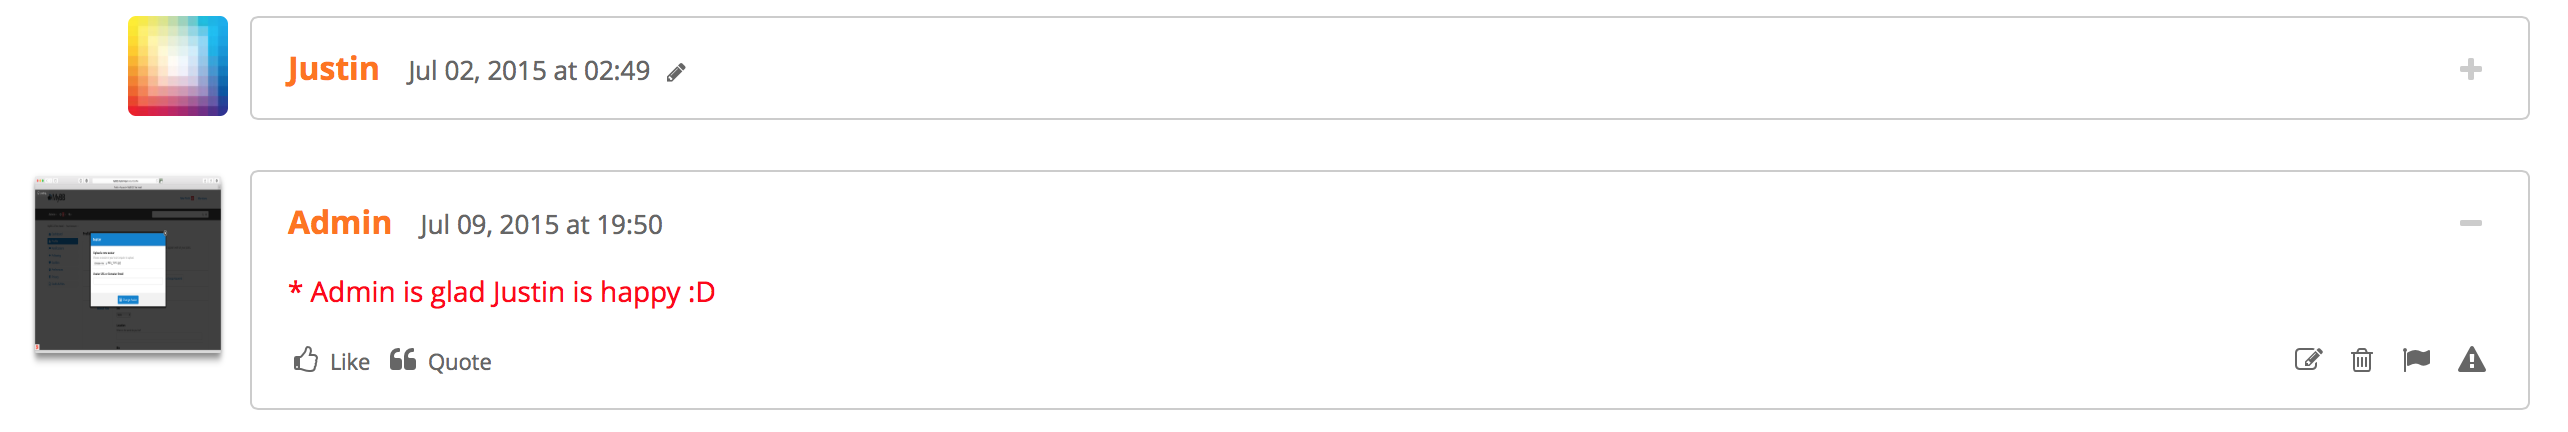 Justin Jul 02, 2015 at 02:49
Admin Jul 09, 2015 at 19:50
* Admin is glad Justin is happy :D
Like Quote